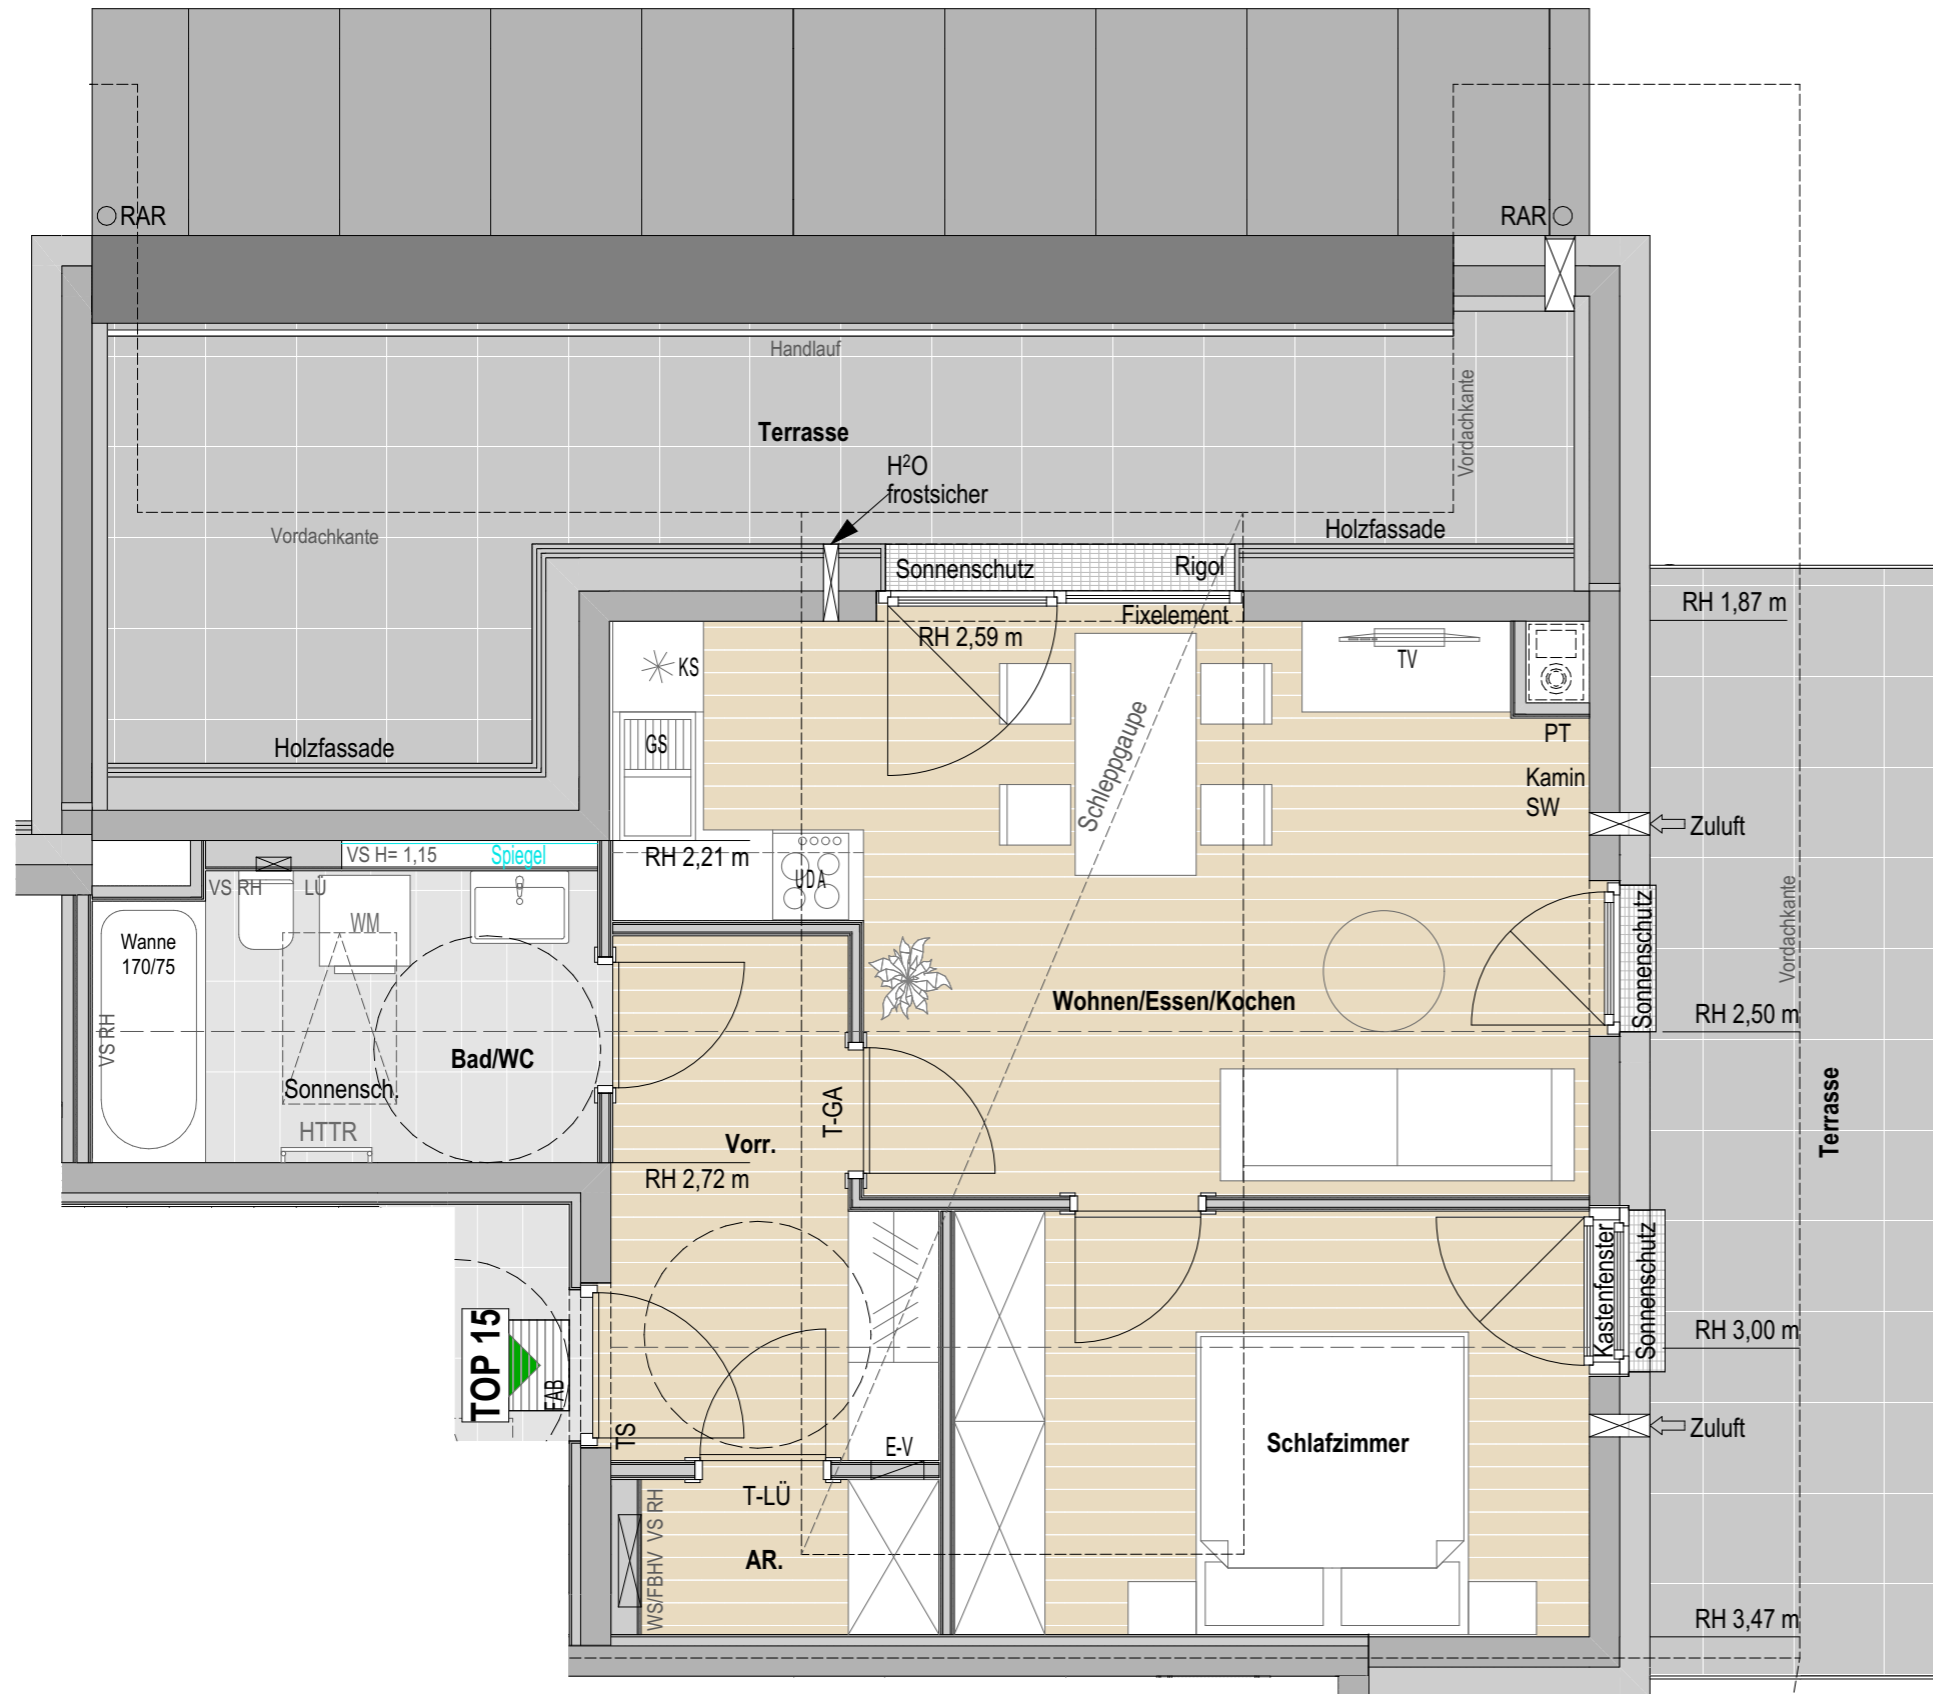 RAR
RAR
Handlauf
Vordachkante
Terrasse
H²O
frostsicher
Vordachkante
Holzfassade
Sonnenschutz
Rigol
Fixelement
RH 1,87 m
RH 2,59 m
KS
TV
GS
Holzfassade
Schleppgaupe
PT
Kamin
SW
Zuluft
VS H= 1,15
Spiegel
RH 2,21 m
UDA
VS RH
LÜ
WM
Wanne
170/75
Sonnenschutz
Vordachkante
Wohnen/Essen/Kochen
RH 2,50 m
VS RH
Bad/WC
Sonnensch.
HTTR
T-GA
Vorr.
Terrasse
RH 2,72 m
Kastenfenster
Sonnenschutz
RH 3,00 m
TOP 15
FAB
TS
E-V
Schlafzimmer
Zuluft
T-LÜ
WS/FBHV VS RH
AR.
RH 3,47 m